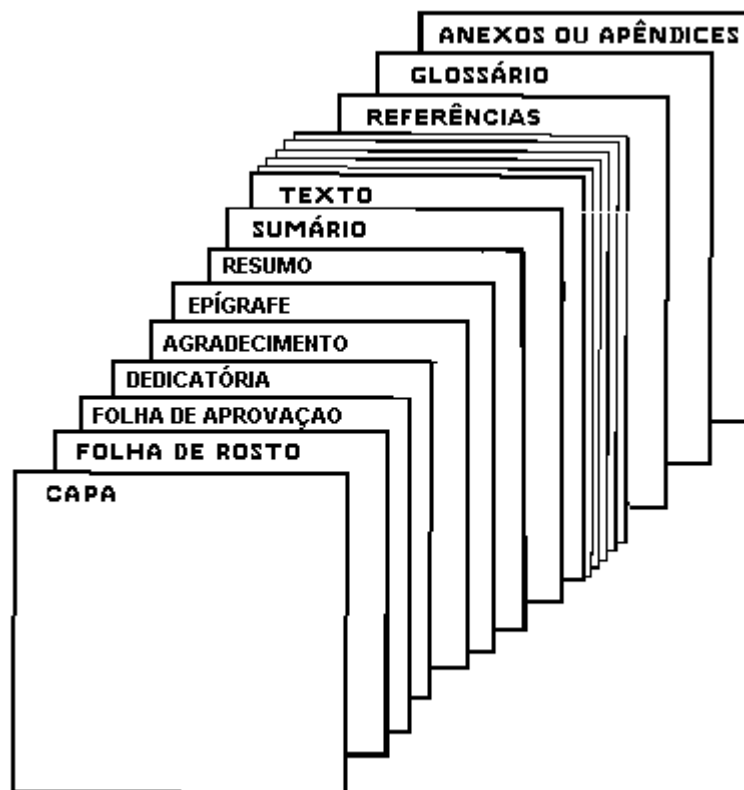 ANEXOS OU APÊNDICES
GLOSSÁRIO
REFERÊNCIAS
TEXTO
SUMÁRIO
RESUMO
EPÍGRAFE
AGRADECIMENTO
DEDICATÓRIA
FOLHA DE APROVAÇAO
FOLHA DE ROSTO
CAPA